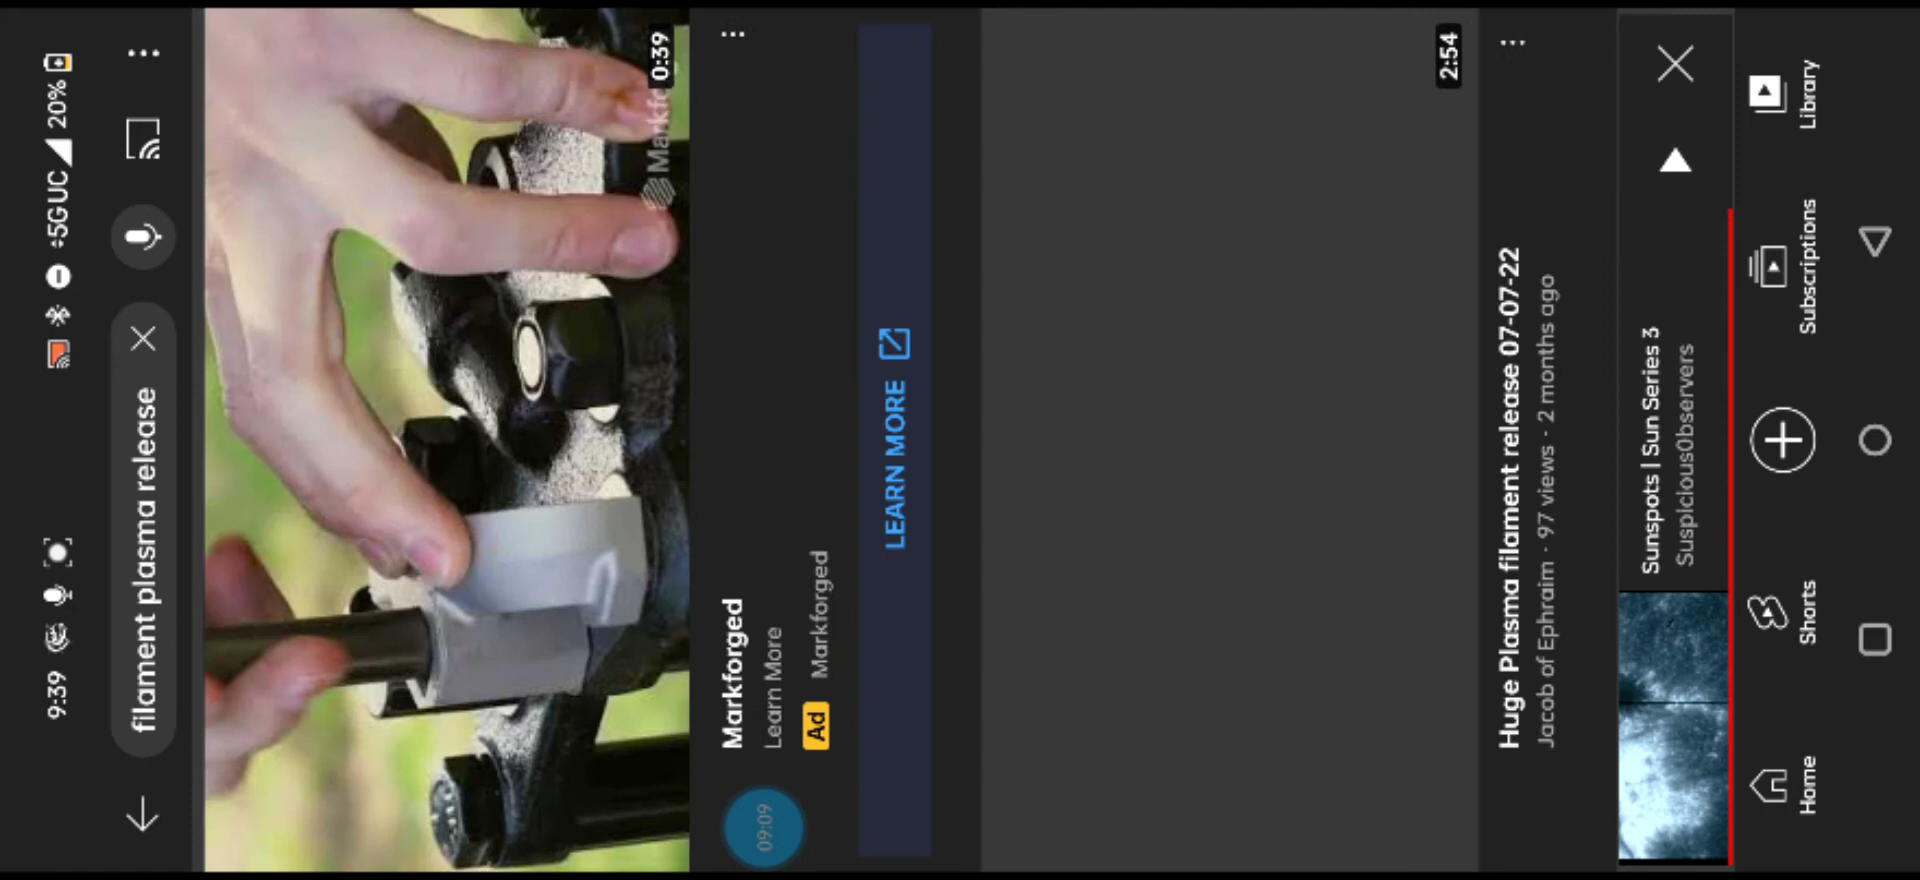 9:39
5GUC 20%
filament plasma release
Markf
0:39
Markforged
Learn More
Ad Markforged
09:09
LEARN MORE
2:54
Huge Plasma filament release 07-07-22
Jacob of Ephraim · 97 views · 2 months ago
Sunspots | Sun Series 3
Suspicious0bservers
Home
Shorts
Subscriptions
Library